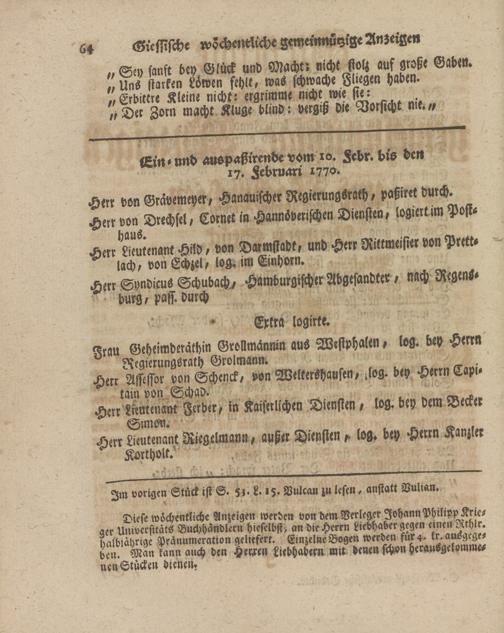 64 Giessische wöchentliche gemeinnützige Anzeigen
„ Sey sanft bey Glück und Macht: nicht stolz auf große Gaben.
„ Uns starken Löwen fehlt, was schwache Fliegen haben.
„ Erbittre Kleine nicht: ergrimme nicht wie sie:
„ Der Zorn macht Kluge blind: vergiß die Vorsicht nie. „
Ein- und auspaßirende vom 10. Febr. bis den
17. Februari 1770.
Herr von Grävemeyer, Hanauischer Regierungsrath, paßiret durch.
Herr von Drechsel, Cornet in Hannöverischen Diensten, logiert im Post-
haus.
Herr Lieutenant Hild, von Darmstadt, und Herr Rittmeister von Prett-
lach, von Echzel, log. im Einhorn.
Herr Syndicus Schubach, Hamburgischer Abgesandter, nach Regens-
burg, pass. durch
Extra logirte.
Frau Geheimderäthin Grollmännin aus Westphalen, log. bey Herrn
Regierungsrath Grolmann.
Herr Assessor von Schenck, von Weltershausen, log. bey Herrn Capi-
tain von Schad.
Herr Lieutenant Ferber, in Kaiserlichen Diensten, log. bey dem Becker
Simon.
Herr Lieutenant Riegelmann, außer Diensten, log. bey Herrn Kanzler
Kortholt.
Im vorigen Stück ist S. 53. L. 15. Vulcan zu lesen, anstatt Vulian.
Diese wöchentliche Anzeigen werden von dem Verleger Johann Philipp Krie-
ger Universitäts Buchhändlern hieselbst, an die Herrn Liebhaber gegen einen Rthlr.
halbjährige Pränumeration geliefert. Einzelne Bogen werden für 4. kr. ausgege-
ben. Man kann auch den Herren Liebhabern mit denen schon herausgekomme-
nen Stücken dienen.